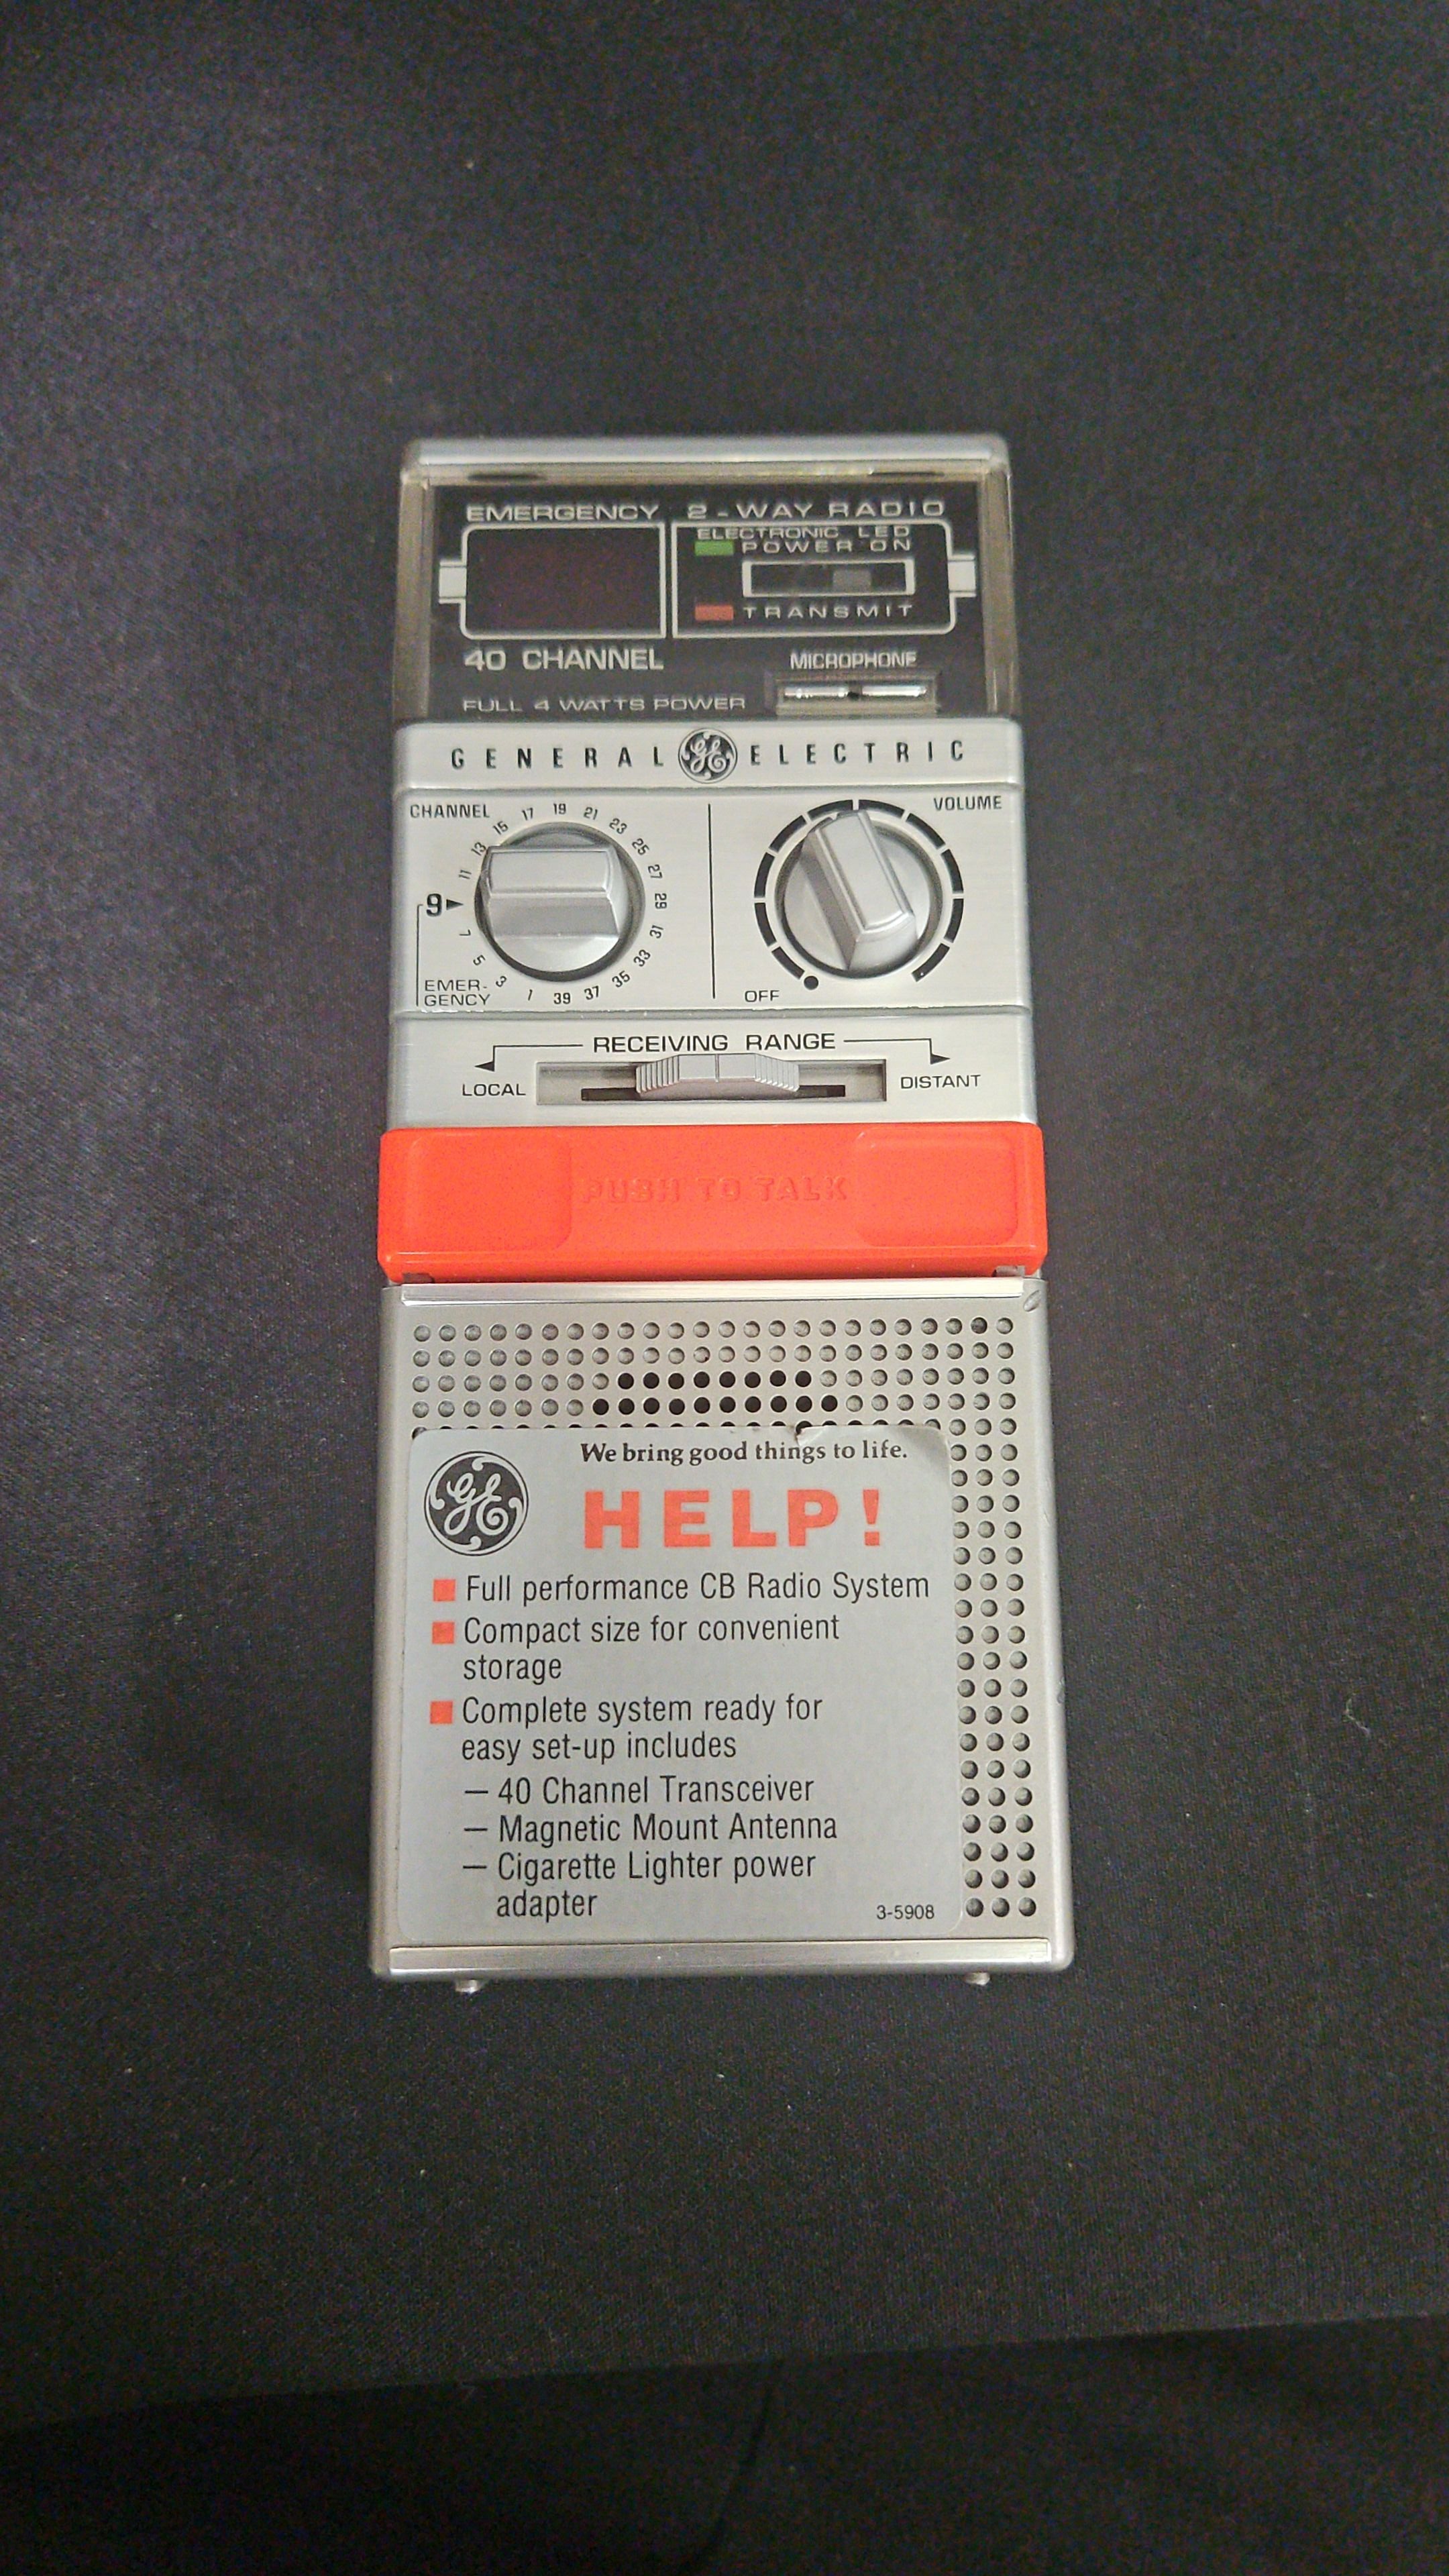 EMERGENCY 2-WAY RADIO
ELECTRONIC LED
POWER ON
TRANSMIT
40 CHANNEL
MICROPHONE
FULL 4 WATTS POWER
GENERAL GE ELECTRIC
CHANNEL
VOLUME
1 3 5 7 9 11 13 15 17 19 21 23 25 27 29 31 33 35 37 39
EMER-
GENCY
OFF
RECEIVING RANGE
LOCAL
DISTANT
PUSH TO TALK
We bring good things to life.
GE
HELP!
Full performance CB Radio System
Compact size for convenient
storage
Complete system ready for
easy set-up includes
— 40 Channel Transceiver
— Magnetic Mount Antenna
— Cigarette Lighter power
adapter
3-5908